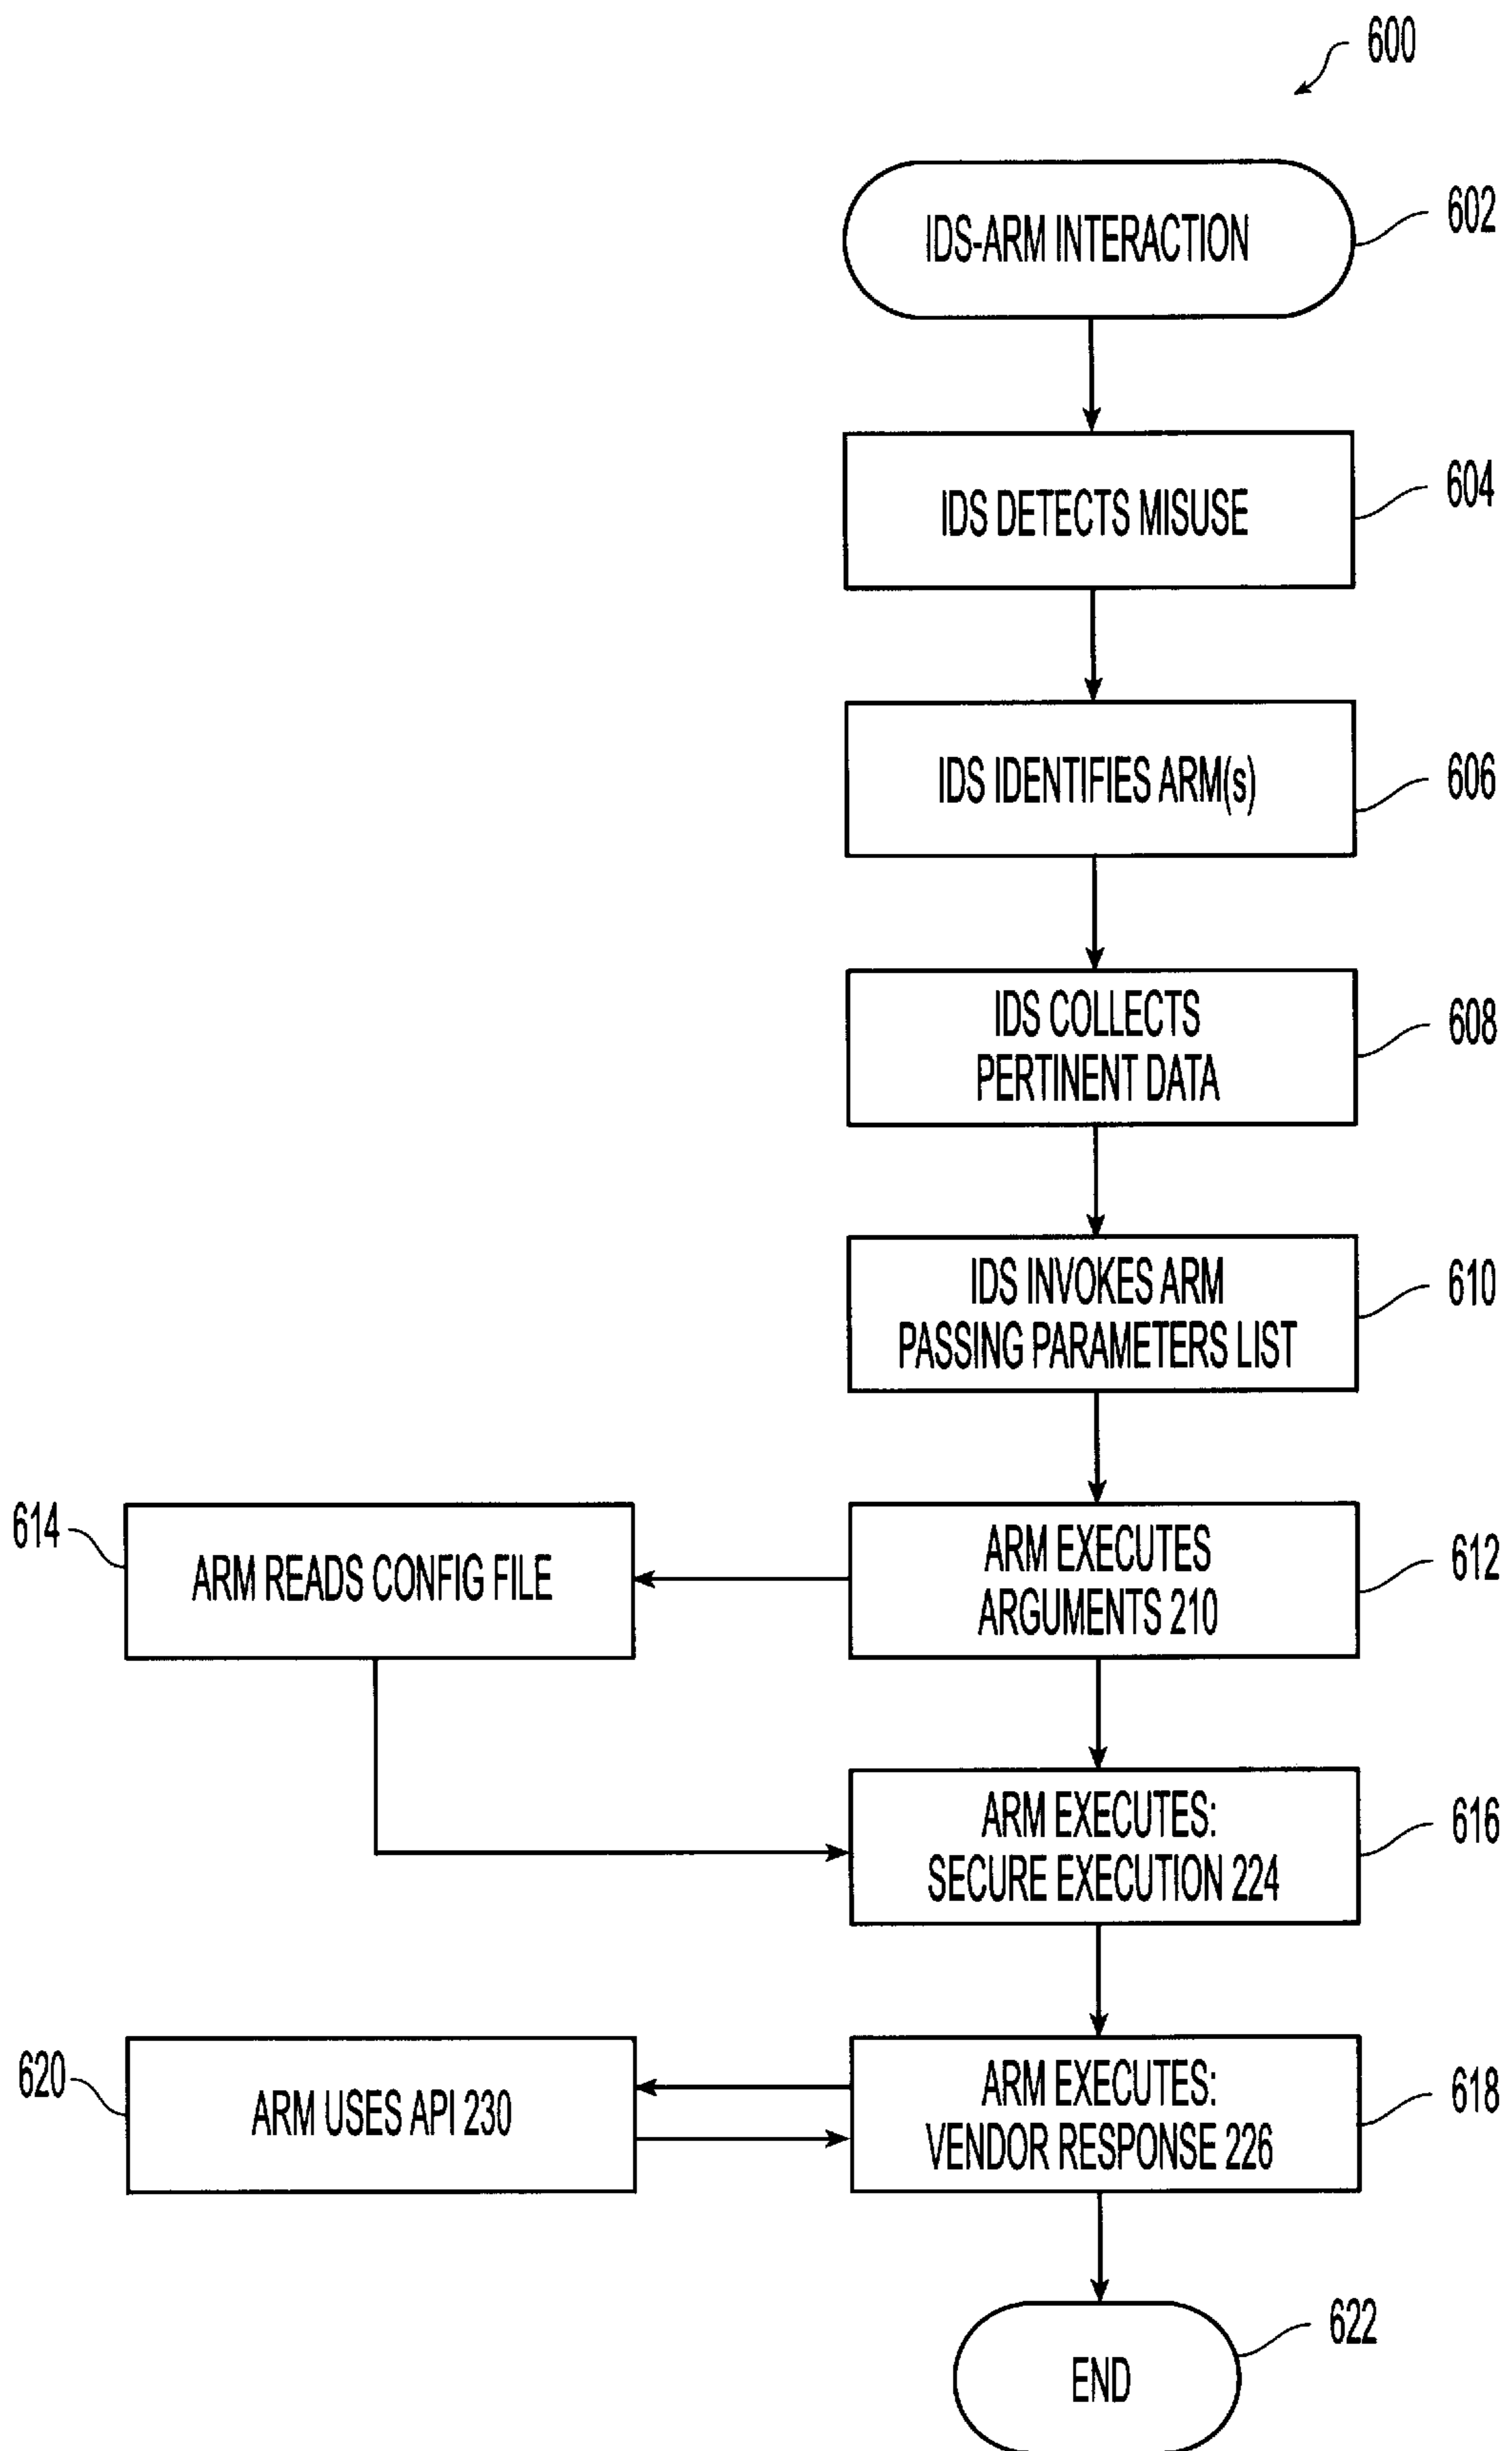 600
IDS-ARM INTERACTION
602
IDS DETECTS MISUSE
604
IDS IDENTIFIES ARM(s)
606
IDS COLLECTS
PERTINENT DATA
608
IDS INVOKES ARM
PASSING PARAMETERS LIST
610
614
ARM READS CONFIG FILE
ARM EXECUTES
ARGUMENTS 210
612
ARM EXECUTES:
SECURE EXECUTION 224
616
620
ARM USES API 230
ARM EXECUTES:
VENDOR RESPONSE 226
618
END
622